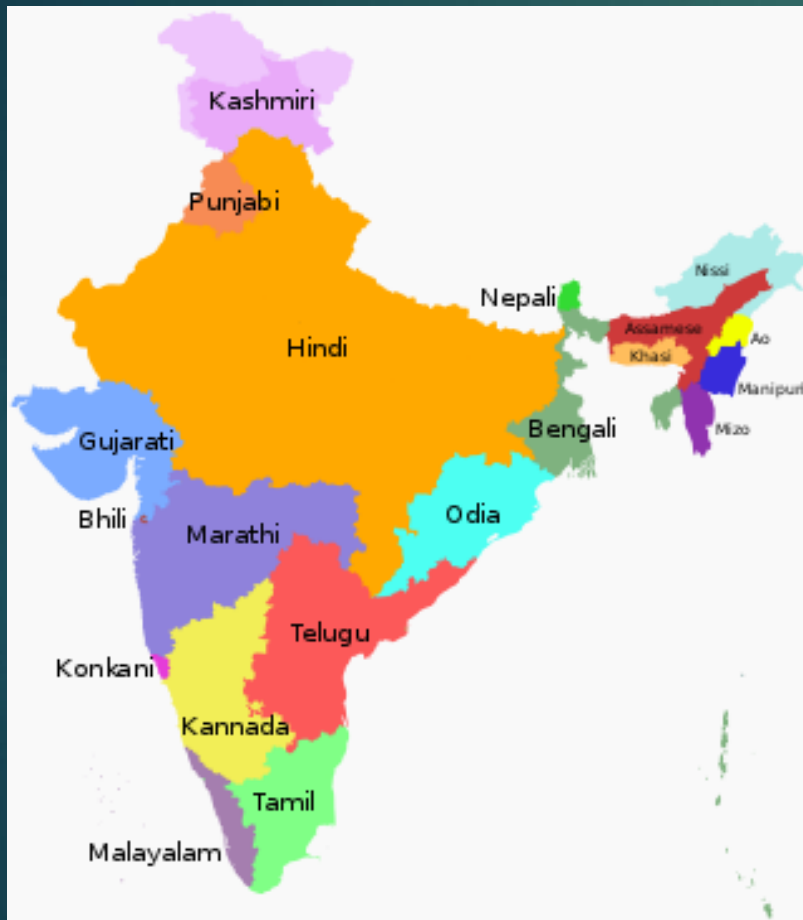 Kashmiri
Punjabi
Nissi
Nepali
Assamese
Ao
Hindi
Khasi
Manipuri
Bengali
Mizo
Gujarati
Odia
Bhili
Marathi
Telugu
Konkani
Kannada
Tamil
Malayalam